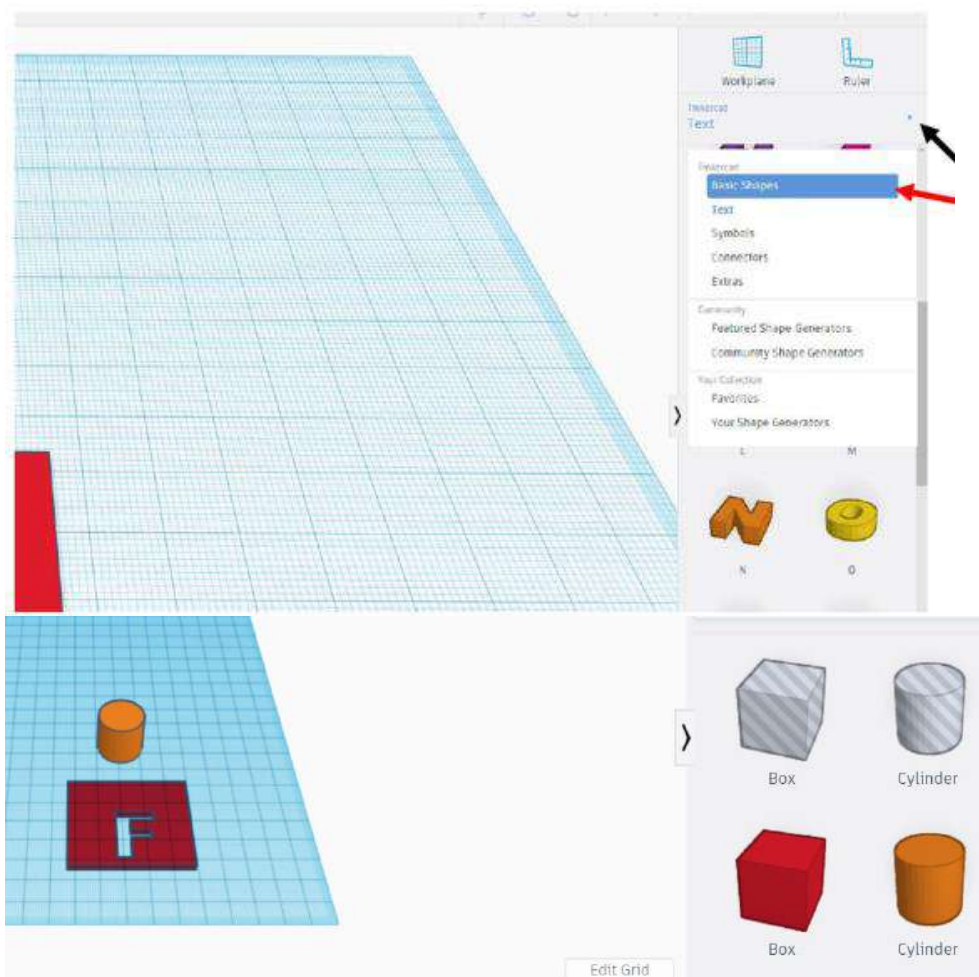 Workplane Ruler
Tinkercad
Text
Tinkercad
Basic Shapes
Text
Symbols
Connectors
Extras
Community
Featured Shape Generators
Community Shape Generators
Your Collection
Favorites
Your Shape Generators
L M
N O
F
Box Cylinder
Box Cylinder
Edit Grid